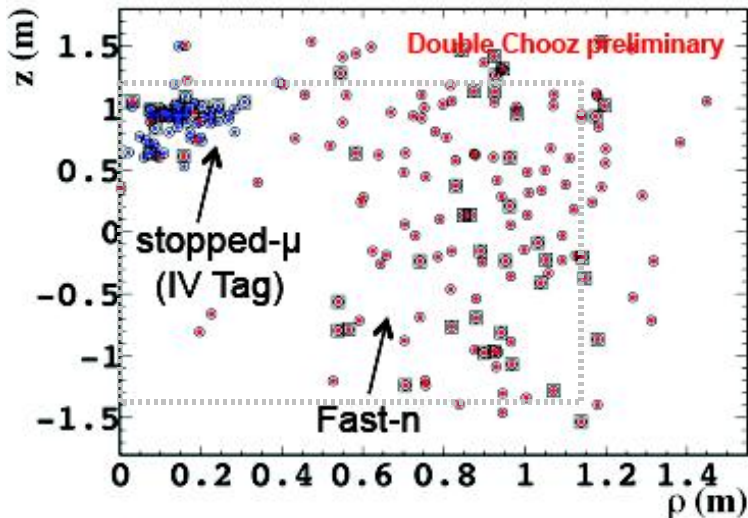 z (m)
Double Chooz preliminary
1.5
1
0.5
0
-0.5
-1
-1.5
stopped-μ
(IV Tag)
Fast-n
0 0.2 0.4 0.6 0.8 1 1.2 1.4
ρ (m)